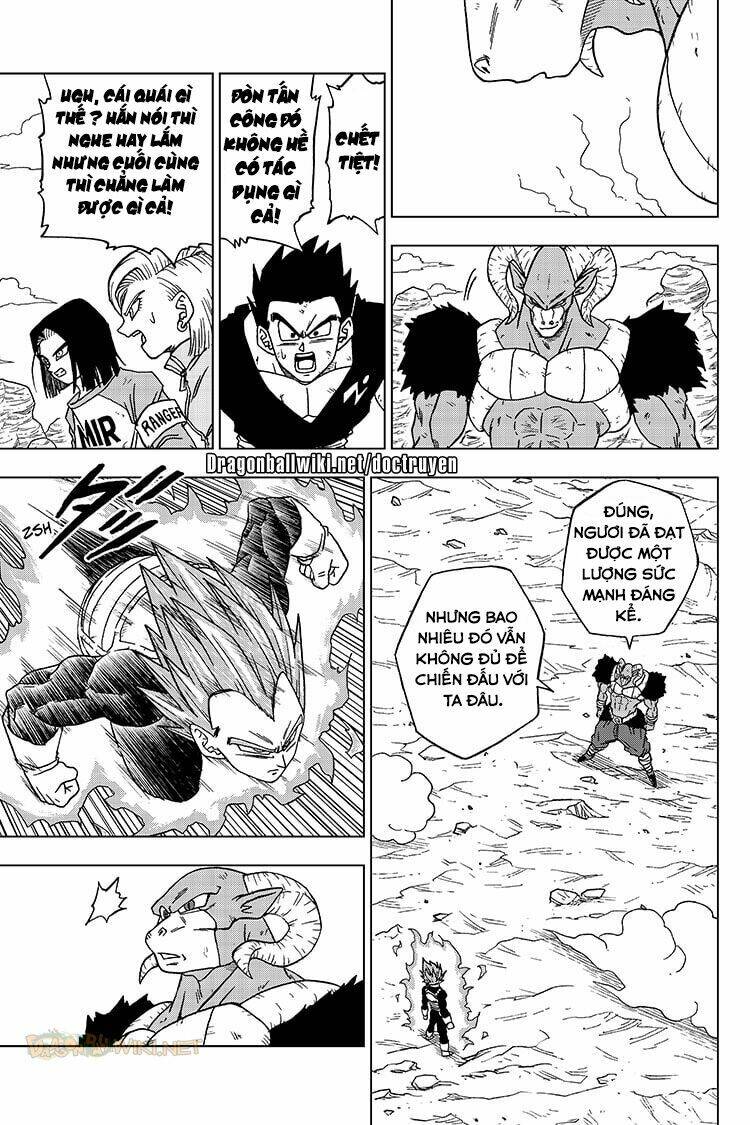 CHẾT
TIỆT!
ĐÒN TẤN
CÔNG ĐÓ
KHÔNG HỀ
CÓ TÁC
DỤNG GÌ
CẢ!
UGH, CÁI QUÁI GÌ
THẾ ? HẮN NÓI THÌ
NGHE HAY LẮM
NHƯNG CUỐI CÙNG
THÌ CHẲNG LÀM
ĐƯỢC GÌ CẢ!
MIR
RANGER
Dragonballwiki.net/doctruyen
ĐÚNG,
NGƯƠI ĐÃ ĐẠT
ĐƯỢC MỘT
LƯỢNG SỨC
MẠNH ĐÁNG
KỂ.
NHƯNG BAO
NHIÊU ĐÓ VẪN
KHÔNG ĐỦ ĐỂ
CHIẾN ĐẤU VỚI
TA ĐÂU.
ZSH
ダッ
DRAGONBALLWIKI.NET